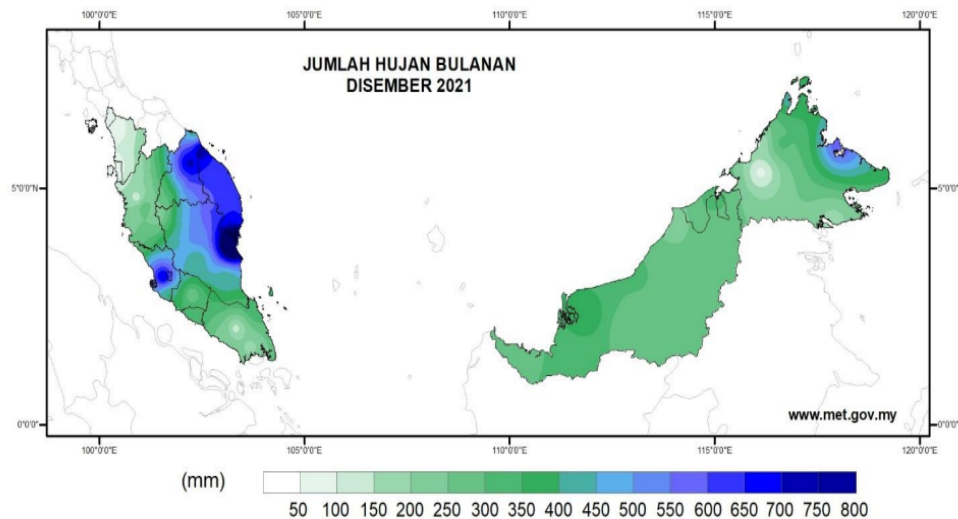 100°0'0"E 105°0'0"E 110°0'0"E 115°0'0"E 120°0'0"E
JUMLAH HUJAN BULANAN
DISEMBER 2021
5°0'0"N 5°0'0"N
www.met.gov.my
0°0'0" 0°0'0"
100°0'0"E 105°0'0"E 110°0'0"E 115°0'0"E 120°0'0"E
(mm)
50 100 150 200 250 300 350 400 450 500 550 600 650 700 750 800